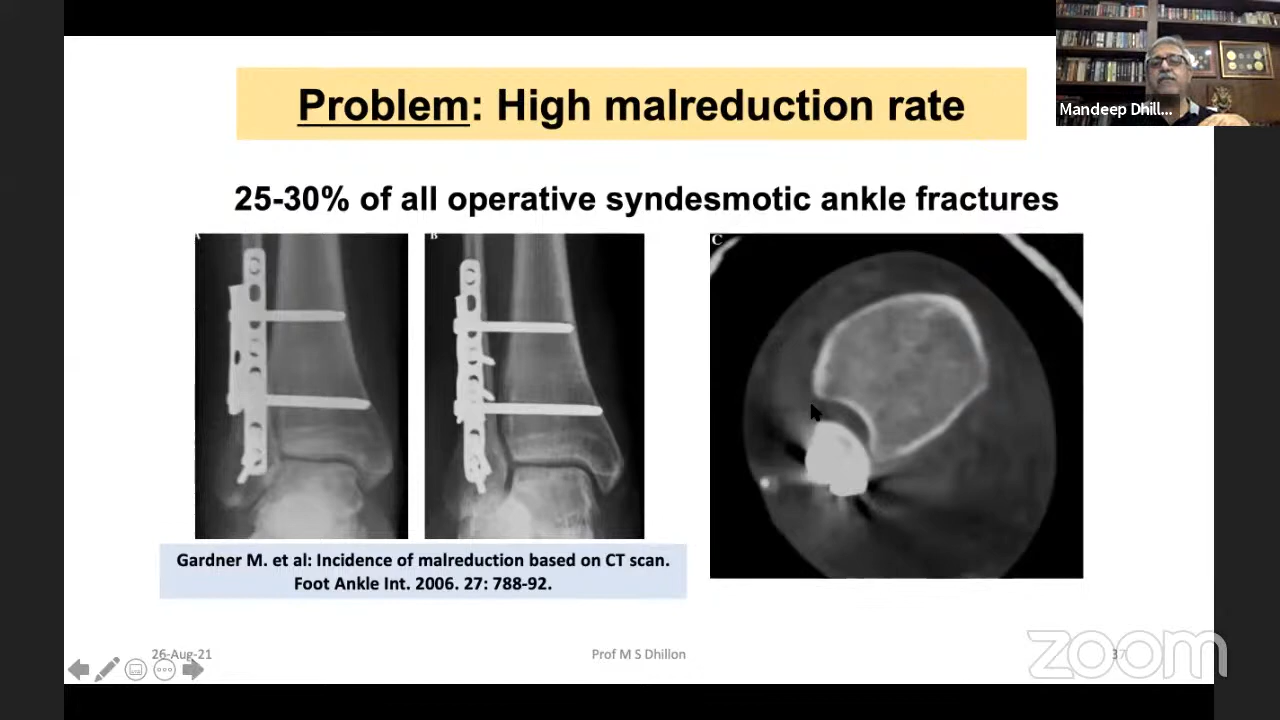 Problem: High malreduction rate
Mandeep Dhill...
25-30% of all operative syndesmotic ankle fractures
A
B
C
Gardner M. et al: Incidence of malreduction based on CT scan.
Foot Ankle Int. 2006. 27: 788-92.
26-Aug-21
Prof M S Dhillon
37
zoom